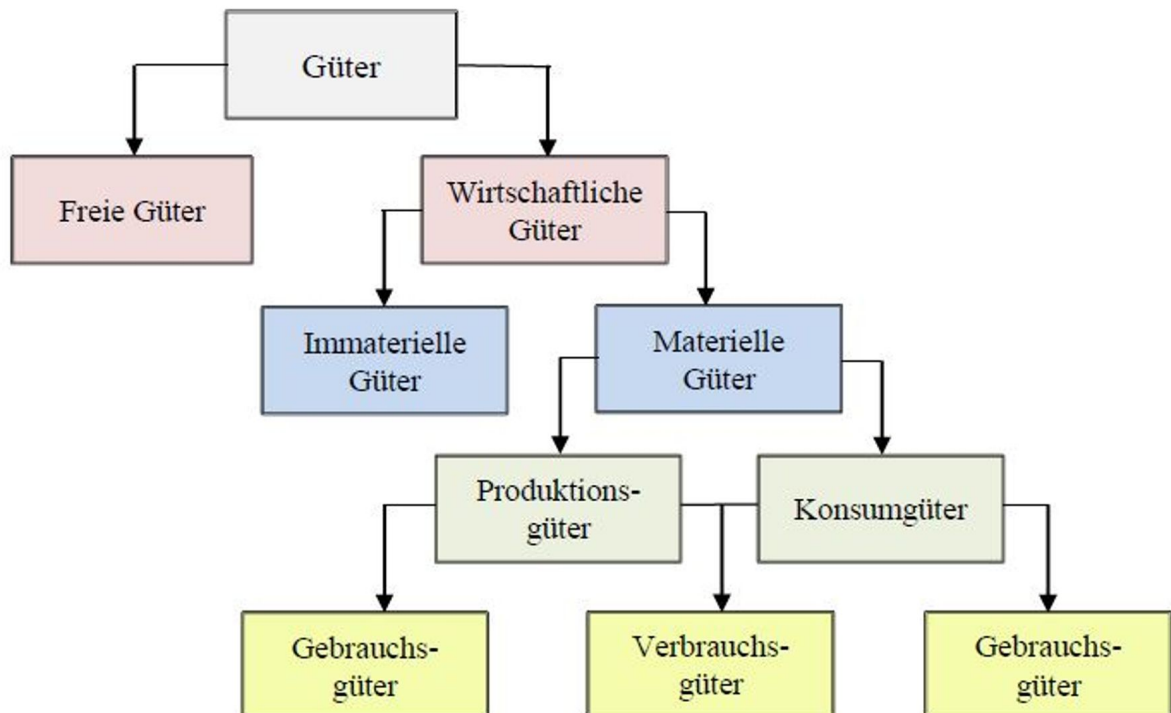 Güter
Freie Güter
Wirtschaftliche
Güter
Immaterielle
Güter
Materielle
Güter
Produktions-
güter
Konsumgüter
Gebrauchs-
güter
Verbrauchs-
güter
Gebrauchs-
güter